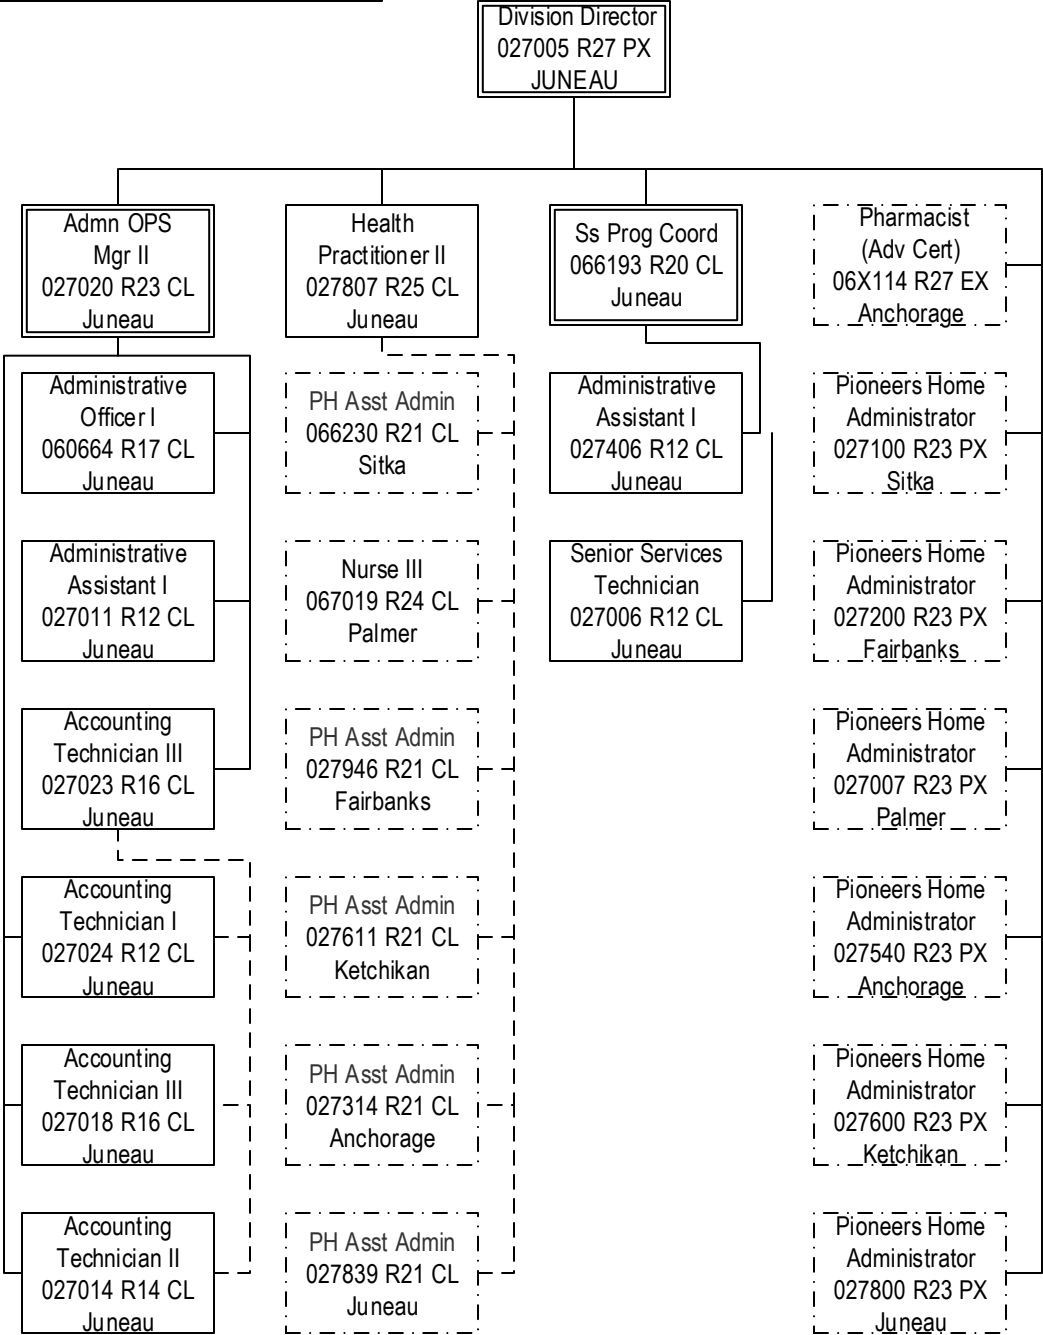 Division Director
027005 R27 PX
JUNEAU
Admn OPS
Mgr II
027020 R23 CL
Juneau
Health
Practitioner II
027807 R25 CL
Juneau
Ss Prog Coord
066193 R20 CL
Juneau
Pharmacist
(Adv Cert)
06X114 R27 EX
Anchorage
Administrative
Officer I
060664 R17 CL
Juneau
PH Asst Admin
066230 R21 CL
Sitka
Administrative
Assistant I
027406 R12 CL
Juneau
Pioneers Home
Administrator
027100 R23 PX
Sitka
Administrative
Assistant I
027011 R12 CL
Juneau
Nurse III
067019 R24 CL
Palmer
Senior Services
Technician
027006 R12 CL
Juneau
Pioneers Home
Administrator
027200 R23 PX
Fairbanks
Accounting
Technician III
027023 R16 CL
Juneau
PH Asst Admin
027946 R21 CL
Fairbanks
Pioneers Home
Administrator
027007 R23 PX
Palmer
Accounting
Technician I
027024 R12 CL
Juneau
PH Asst Admin
027611 R21 CL
Ketchikan
Pioneers Home
Administrator
027540 R23 PX
Anchorage
Accounting
Technician III
027018 R16 CL
Juneau
PH Asst Admin
027314 R21 CL
Anchorage
Pioneers Home
Administrator
027600 R23 PX
Ketchikan
Accounting
Technician II
027014 R14 CL
Juneau
PH Asst Admin
027839 R21 CL
Juneau
Pioneers Home
Administrator
027800 R23 PX
Juneau